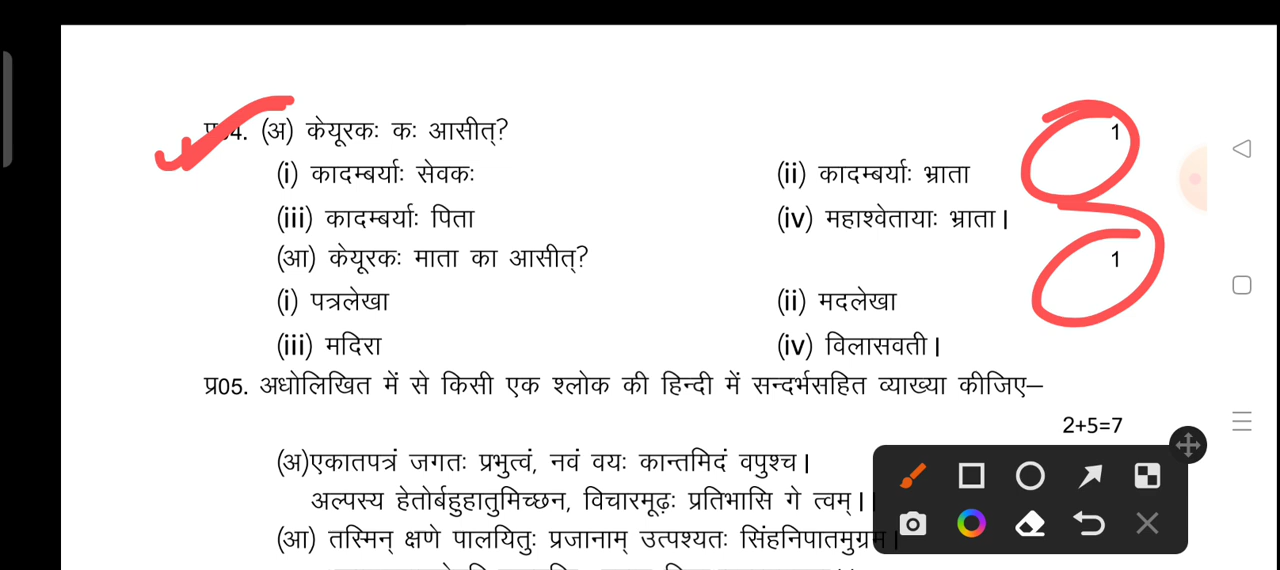 प्र04. (अ) केयूरकः कः आसीत्? 1
(i) कादम्बर्याः सेवकः (ii) कादम्बर्याः भ्राता
(iii) कादम्बर्याः पिता (iv) महाश्वेतायाः भ्राता।
(आ) केयूरकः माता का आसीत्? 1
(i) पत्रलेखा (ii) मदलेखा
(iii) मदिरा (iv) विलासवती।
प्र05. अधोलिखित में से किसी एक श्लोक की हिन्दी में सन्दर्भसहित व्याख्या कीजिए–
2+5=7
(अ)एकातपत्रं जगतः प्रभुत्वं, नवं वयः कान्तमिदं वपुश्च।
अल्पस्य हेतोर्बहुहातुमिच्छन, विचारमूढ़ः प्रतिभासि गे त्वम्।।
(आ) तस्मिन् क्षणे पालयितुः प्रजानाम् उत्पश्यतः सिंहनिपातमुग्रम।